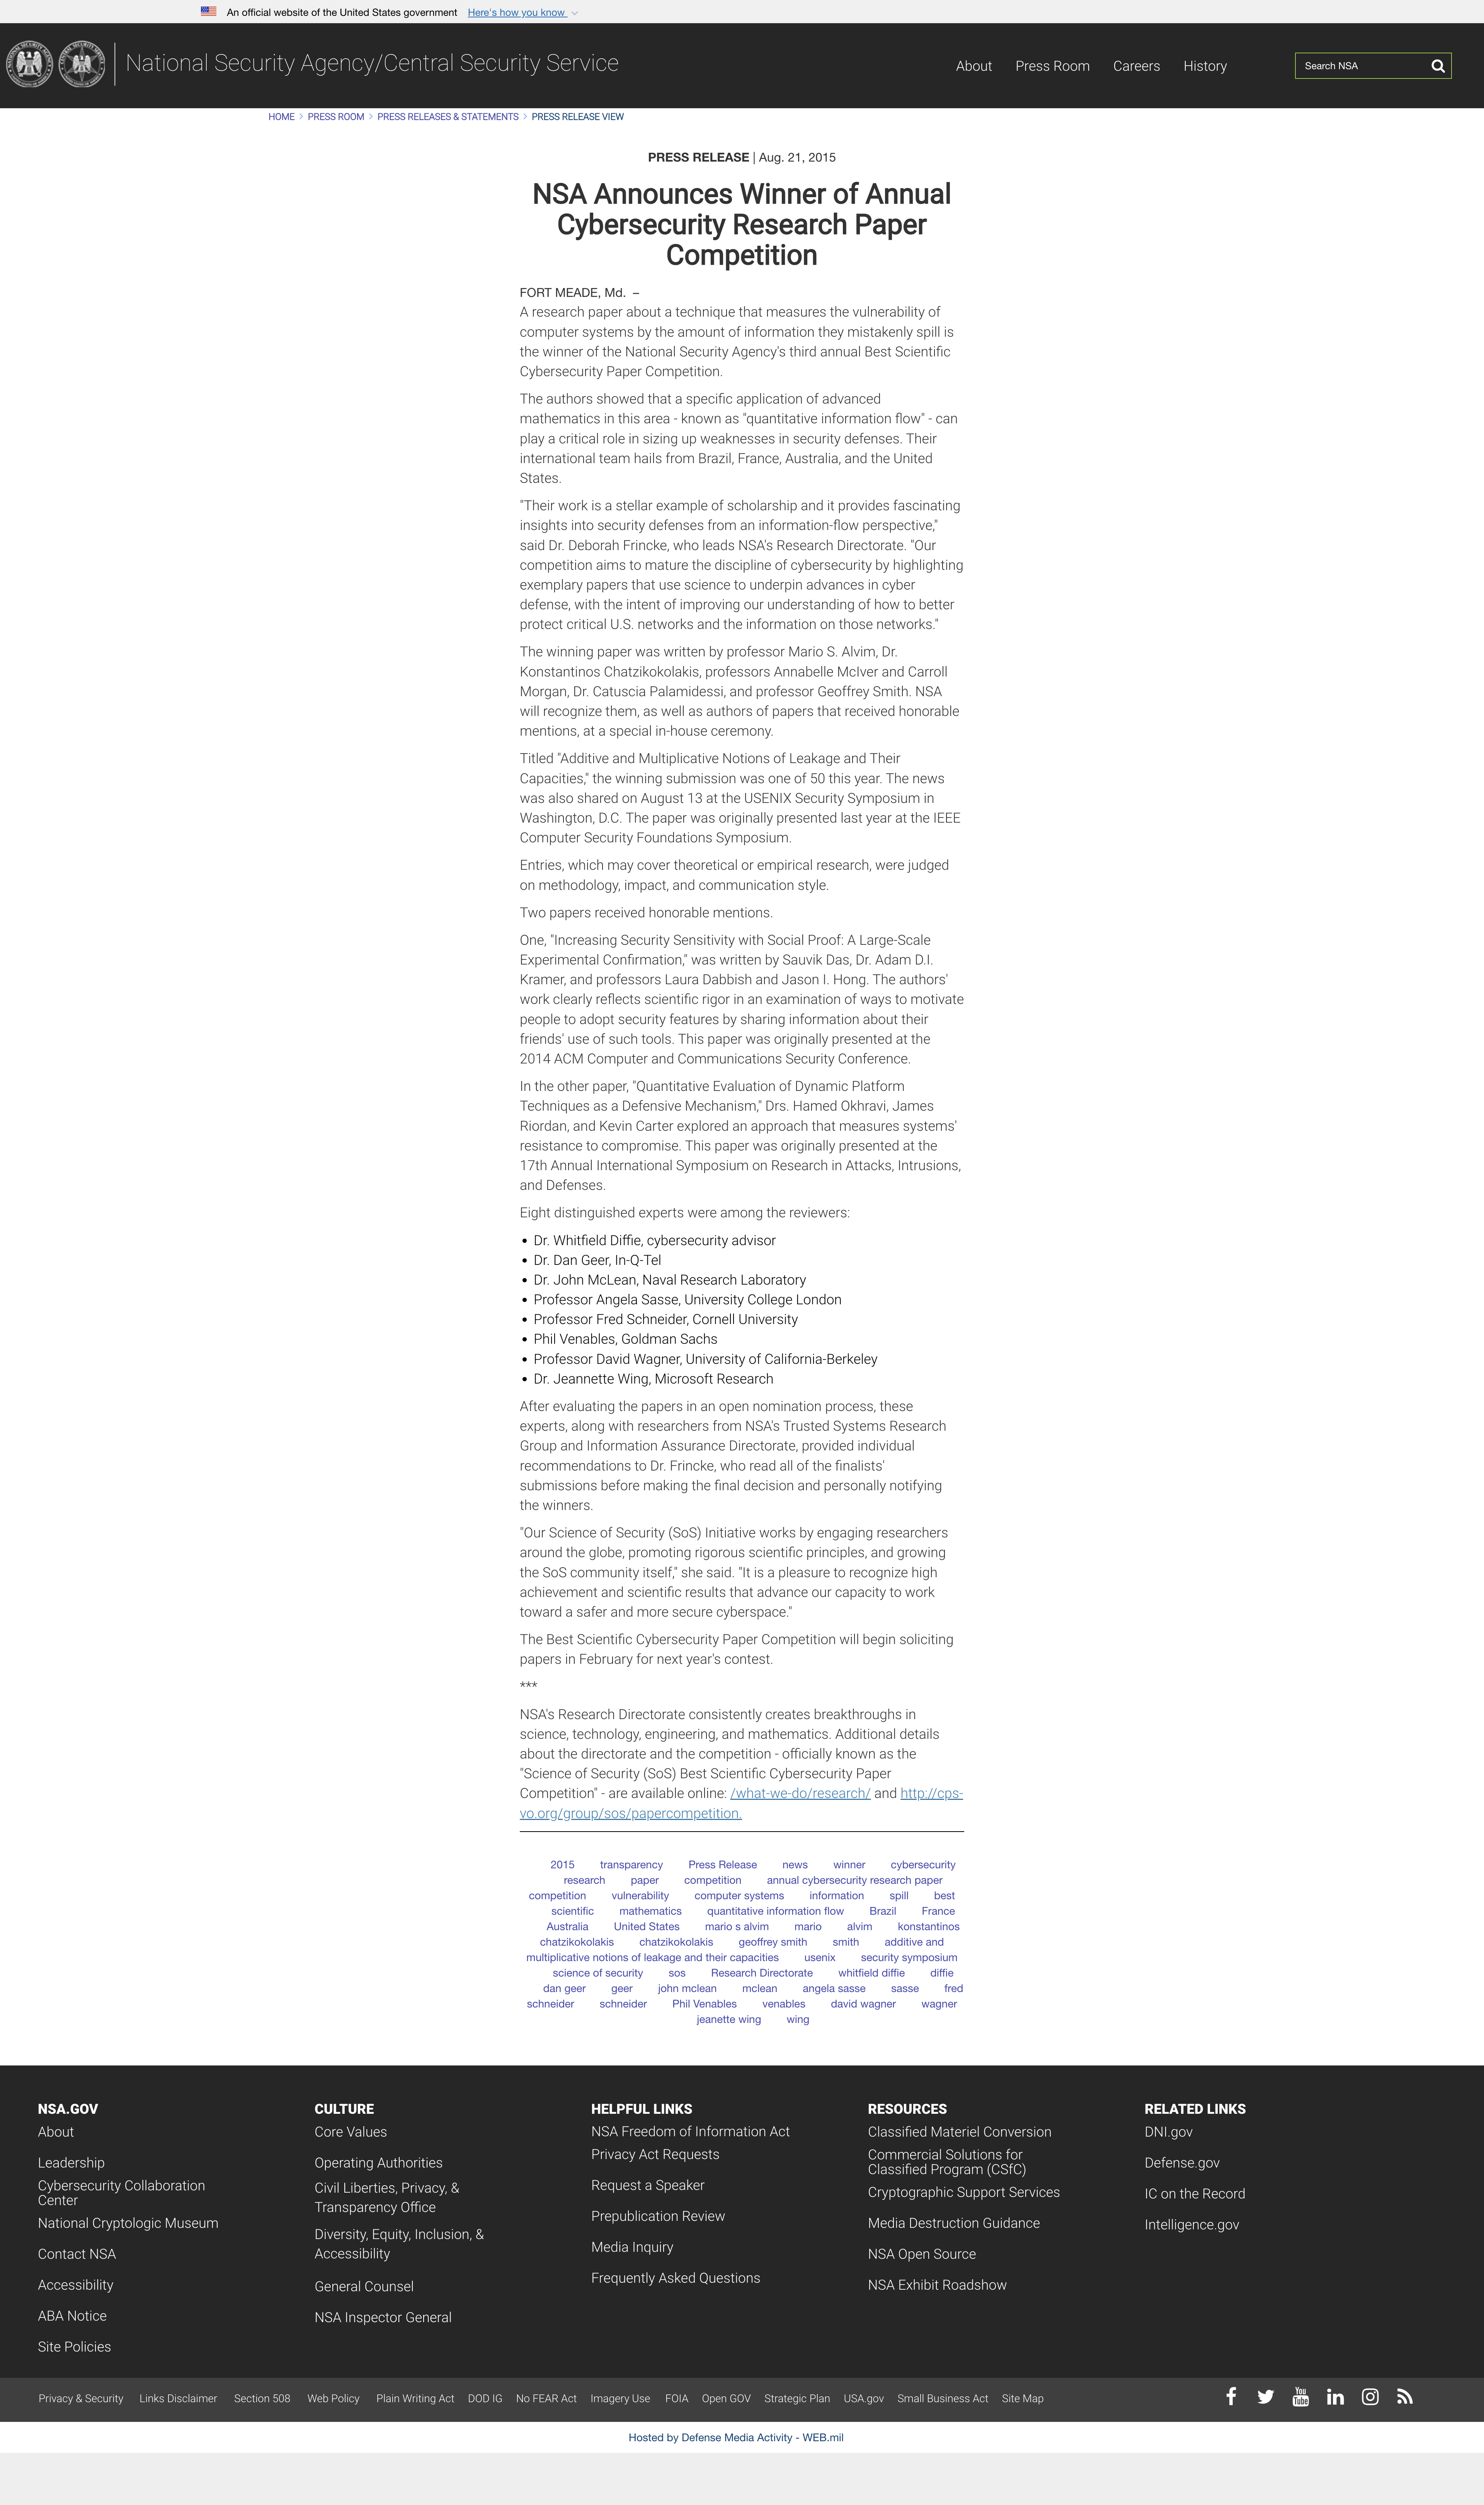 An official website of the United States government Here's how you know
National Security Agency/Central Security Service
About Press Room Careers History
Search NSA
HOME > PRESS ROOM > PRESS RELEASES & STATEMENTS > PRESS RELEASE VIEW
PRESS RELEASE | Aug. 21, 2015
NSA Announces Winner of Annual
Cybersecurity Research Paper
Competition
FORT MEADE, Md. –
A research paper about a technique that measures the vulnerability of
computer systems by the amount of information they mistakenly spill is
the winner of the National Security Agency's third annual Best Scientific
Cybersecurity Paper Competition.
The authors showed that a specific application of advanced
mathematics in this area - known as "quantitative information flow" - can
play a critical role in sizing up weaknesses in security defenses. Their
international team hails from Brazil, France, Australia, and the United
States.
"Their work is a stellar example of scholarship and it provides fascinating
insights into security defenses from an information-flow perspective,"
said Dr. Deborah Frincke, who leads NSA's Research Directorate. "Our
competition aims to mature the discipline of cybersecurity by highlighting
exemplary papers that use science to underpin advances in cyber
defense, with the intent of improving our understanding of how to better
protect critical U.S. networks and the information on those networks."
The winning paper was written by professor Mario S. Alvim, Dr.
Konstantinos Chatzikokolakis, professors Annabelle McIver and Carroll
Morgan, Dr. Catuscia Palamidessi, and professor Geoffrey Smith. NSA
will recognize them, as well as authors of papers that received honorable
mentions, at a special in-house ceremony.
Titled "Additive and Multiplicative Notions of Leakage and Their
Capacities," the winning submission was one of 50 this year. The news
was also shared on August 13 at the USENIX Security Symposium in
Washington, D.C. The paper was originally presented last year at the IEEE
Computer Security Foundations Symposium.
Entries, which may cover theoretical or empirical research, were judged
on methodology, impact, and communication style.
Two papers received honorable mentions.
One, "Increasing Security Sensitivity with Social Proof: A Large-Scale
Experimental Confirmation," was written by Sauvik Das, Dr. Adam D.I.
Kramer, and professors Laura Dabbish and Jason I. Hong. The authors'
work clearly reflects scientific rigor in an examination of ways to motivate
people to adopt security features by sharing information about their
friends' use of such tools. This paper was originally presented at the
2014 ACM Computer and Communications Security Conference.
In the other paper, "Quantitative Evaluation of Dynamic Platform
Techniques as a Defensive Mechanism," Drs. Hamed Okhravi, James
Riordan, and Kevin Carter explored an approach that measures systems'
resistance to compromise. This paper was originally presented at the
17th Annual International Symposium on Research in Attacks, Intrusions,
and Defenses.
Eight distinguished experts were among the reviewers:
• Dr. Whitfield Diffie, cybersecurity advisor
• Dr. Dan Geer, In-Q-Tel
• Dr. John McLean, Naval Research Laboratory
• Professor Angela Sasse, University College London
• Professor Fred Schneider, Cornell University
• Phil Venables, Goldman Sachs
• Professor David Wagner, University of California-Berkeley
• Dr. Jeannette Wing, Microsoft Research
After evaluating the papers in an open nomination process, these
experts, along with researchers from NSA's Trusted Systems Research
Group and Information Assurance Directorate, provided individual
recommendations to Dr. Frincke, who read all of the finalists'
submissions before making the final decision and personally notifying
the winners.
"Our Science of Security (SoS) Initiative works by engaging researchers
around the globe, promoting rigorous scientific principles, and growing
the SoS community itself," she said. "It is a pleasure to recognize high
achievement and scientific results that advance our capacity to work
toward a safer and more secure cyberspace."
The Best Scientific Cybersecurity Paper Competition will begin soliciting
papers in February for next year's contest.
***
NSA's Research Directorate consistently creates breakthroughs in
science, technology, engineering, and mathematics. Additional details
about the directorate and the competition - officially known as the
"Science of Security (SoS) Best Scientific Cybersecurity Paper
Competition" - are available online: /what-we-do/research/ and http://cps-
vo.org/group/sos/papercompetition.
2015 transparency Press Release news winner cybersecurity
research paper competition annual cybersecurity research paper
competition vulnerability computer systems information spill best
scientific mathematics quantitative information flow Brazil France
Australia United States mario s alvim mario alvim konstantinos
chatzikokolakis chatzikokolakis geoffrey smith smith additive and
multiplicative notions of leakage and their capacities usenix security symposium
science of security sos Research Directorate whitfield diffie diffie
dan geer geer john mclean mclean angela sasse sasse fred
schneider schneider Phil Venables venables david wagner wagner
jeanette wing wing
NSA.GOV
About
Leadership
Cybersecurity Collaboration
Center
National Cryptologic Museum
Contact NSA
Accessibility
ABA Notice
Site Policies
CULTURE
Core Values
Operating Authorities
Civil Liberties, Privacy, &
Transparency Office
Diversity, Equity, Inclusion, &
Accessibility
General Counsel
NSA Inspector General
HELPFUL LINKS
NSA Freedom of Information Act
Privacy Act Requests
Request a Speaker
Prepublication Review
Media Inquiry
Frequently Asked Questions
RESOURCES
Classified Materiel Conversion
Commercial Solutions for
Classified Program (CSfC)
Cryptographic Support Services
Media Destruction Guidance
NSA Open Source
NSA Exhibit Roadshow
RELATED LINKS
DNI.gov
Defense.gov
IC on the Record
Intelligence.gov
Privacy & Security Links Disclaimer Section 508 Web Policy Plain Writing Act DOD IG No FEAR Act Imagery Use FOIA Open GOV Strategic Plan USA.gov Small Business Act Site Map
Hosted by Defense Media Activity - WEB.mil